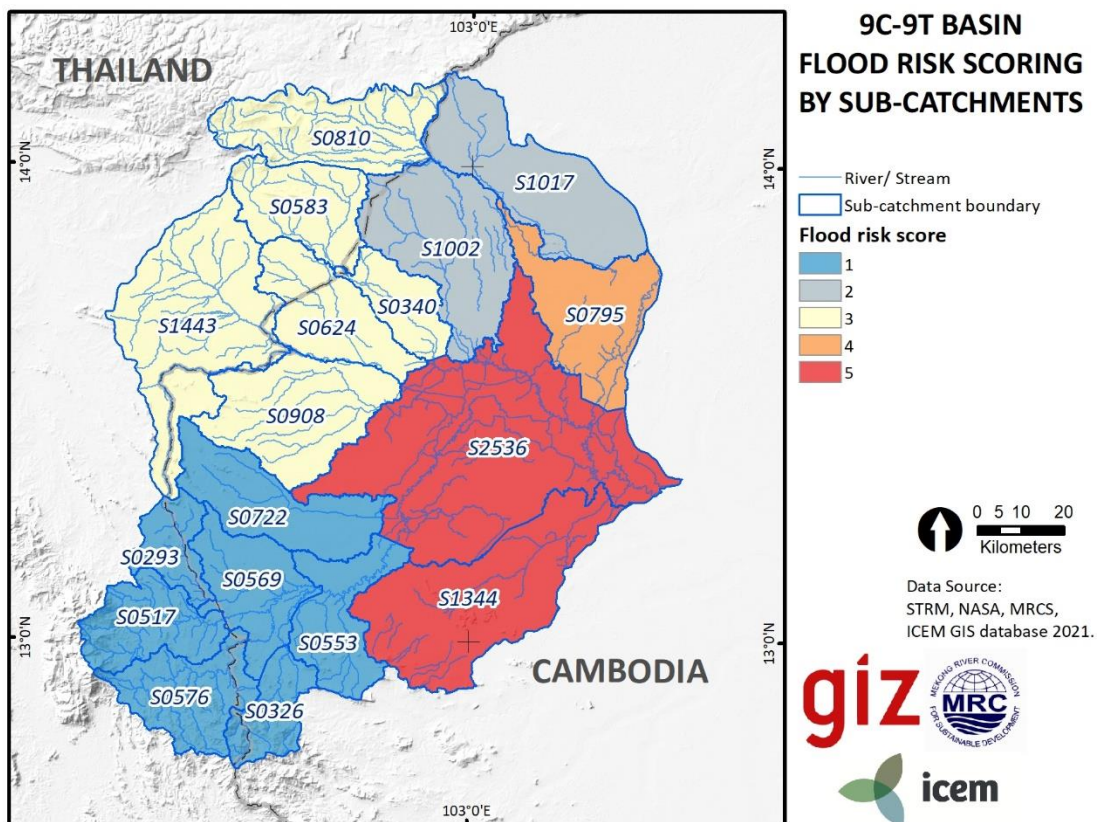 103°0'E
THAILAND
14°0'N
14°0'N
S0810
S1017
S0583
S1002
S0340
S0795
S1443
S0624
S0908
S2536
S0722
S0293
S0569
S1344
S0517
S0553
13°0'N
13°0'N
CAMBODIA
S0576
S0326
103°0'E
9C-9T BASIN
FLOOD RISK SCORING
BY SUB-CATCHMENTS
River/ Stream
Sub-catchment boundary
Flood risk score
1
2
3
4
5
0 5 10 20
Kilometers
Data Source:
STRM, NASA, MRCS,
ICEM GIS database 2021.
giz
MEKONG RIVER COMMISSION
MRC
FOR SUSTAINABLE DEVELOPMENT
icem